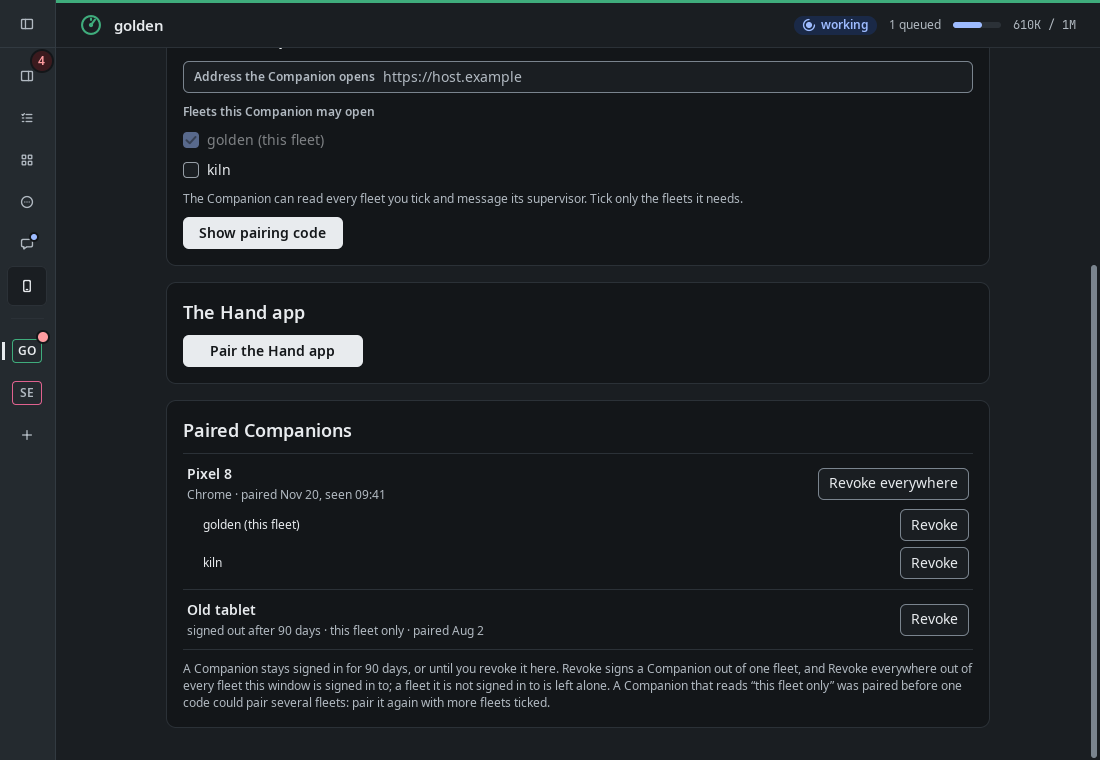 golden
working
1 queued
610K / 1M
4
Address the Companion opens https://host.example
Fleets this Companion may open
golden (this fleet)
kiln
The Companion can read every fleet you tick and message its supervisor. Tick only the fleets it needs.
Show pairing code
The Hand app
Pair the Hand app
GO
SE
Paired Companions
Pixel 8
Chrome · paired Nov 20, seen 09:41
Revoke everywhere
golden (this fleet)
Revoke
kiln
Revoke
Old tablet
signed out after 90 days · this fleet only · paired Aug 2
Revoke
A Companion stays signed in for 90 days, or until you revoke it here. Revoke signs a Companion out of one fleet, and Revoke everywhere out of
every fleet this window is signed in to; a fleet it is not signed in to is left alone. A Companion that reads “this fleet only” was paired before one
code could pair several fleets: pair it again with more fleets ticked.